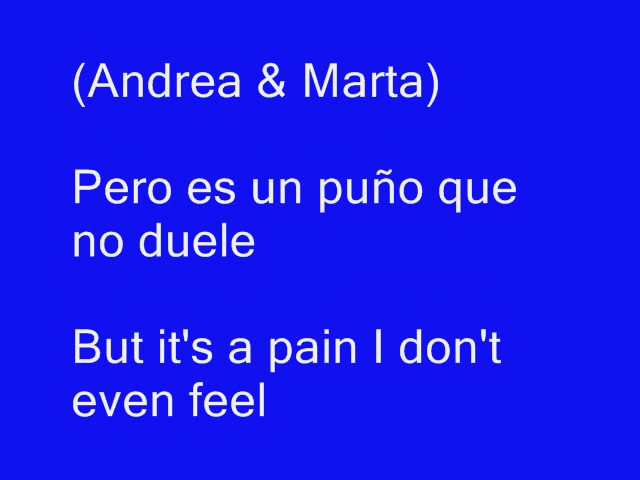 (Andrea & Marta)
Pero es un puño que
no duele
But it's a pain I don't
even feel